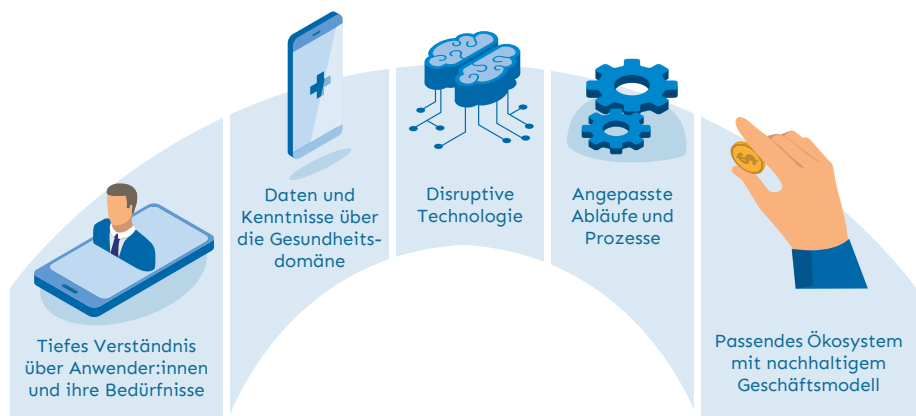 Tiefes Verständnis
über Anwender:innen
und ihre Bedürfnisse
Daten und
Kenntnisse über
die Gesundheits-
domäne
Disruptive
Technologie
Angepasste
Abläufe und
Prozesse
$
Passendes Ökosystem
mit nachhaltigem
Geschäftsmodell